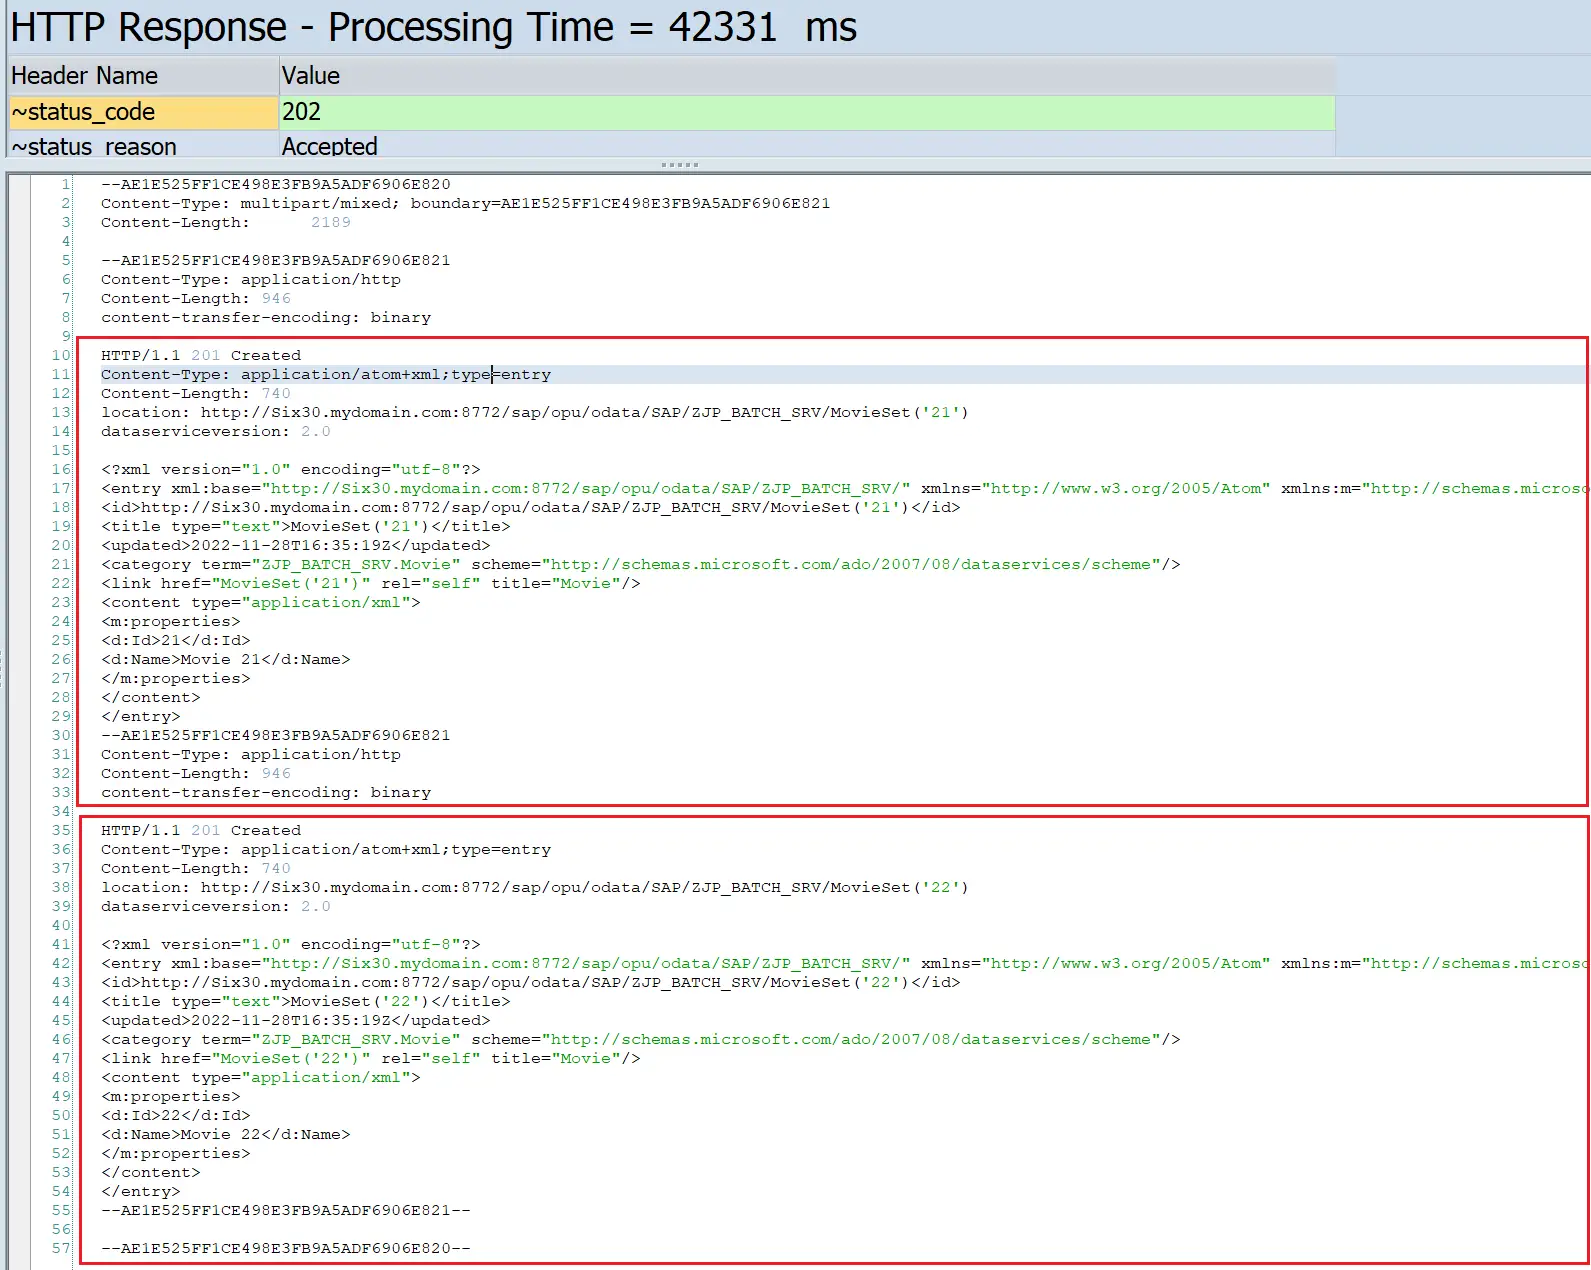 HTTP Response - Processing Time = 42331 ms
Header Name Value
~status_code 202
~status_reason Accepted
1 --AE1E525FF1CE498E3FB9A5ADF6906E820
2 Content-Type: multipart/mixed; boundary=AE1E525FF1CE498E3FB9A5ADF6906E821
3 Content-Length:      2189
4
5 --AE1E525FF1CE498E3FB9A5ADF6906E821
6 Content-Type: application/http
7 Content-Length: 946
8 content-transfer-encoding: binary
9
10 HTTP/1.1 201 Created
11 Content-Type: application/atom+xml;type=entry
12 Content-Length: 740
13 location: http://Six30.mydomain.com:8772/sap/opu/odata/SAP/ZJP_BATCH_SRV/MovieSet('21')
14 dataserviceversion: 2.0
15
16 <?xml version="1.0" encoding="utf-8"?>
17 <entry xml:base="http://Six30.mydomain.com:8772/sap/opu/odata/SAP/ZJP_BATCH_SRV/" xmlns="http://www.w3.org/2005/Atom" xmlns:m="http://schemas.microso
18 <id>http://Six30.mydomain.com:8772/sap/opu/odata/SAP/ZJP_BATCH_SRV/MovieSet('21')</id>
19 <title type="text">MovieSet('21')</title>
20 <updated>2022-11-28T16:35:19Z</updated>
21 <category term="ZJP_BATCH_SRV.Movie" scheme="http://schemas.microsoft.com/ado/2007/08/dataservices/scheme"/>
22 <link href="MovieSet('21')" rel="self" title="Movie"/>
23 <content type="application/xml">
24 <m:properties>
25 <d:Id>21</d:Id>
26 <d:Name>Movie 21</d:Name>
27 </m:properties>
28 </content>
29 </entry>
30 --AE1E525FF1CE498E3FB9A5ADF6906E821
31 Content-Type: application/http
32 Content-Length: 946
33 content-transfer-encoding: binary
34
35 HTTP/1.1 201 Created
36 Content-Type: application/atom+xml;type=entry
37 Content-Length: 740
38 location: http://Six30.mydomain.com:8772/sap/opu/odata/SAP/ZJP_BATCH_SRV/MovieSet('22')
39 dataserviceversion: 2.0
40
41 <?xml version="1.0" encoding="utf-8"?>
42 <entry xml:base="http://Six30.mydomain.com:8772/sap/opu/odata/SAP/ZJP_BATCH_SRV/" xmlns="http://www.w3.org/2005/Atom" xmlns:m="http://schemas.microso
43 <id>http://Six30.mydomain.com:8772/sap/opu/odata/SAP/ZJP_BATCH_SRV/MovieSet('22')</id>
44 <title type="text">MovieSet('22')</title>
45 <updated>2022-11-28T16:35:19Z</updated>
46 <category term="ZJP_BATCH_SRV.Movie" scheme="http://schemas.microsoft.com/ado/2007/08/dataservices/scheme"/>
47 <link href="MovieSet('22')" rel="self" title="Movie"/>
48 <content type="application/xml">
49 <m:properties>
50 <d:Id>22</d:Id>
51 <d:Name>Movie 22</d:Name>
52 </m:properties>
53 </content>
54 </entry>
55 --AE1E525FF1CE498E3FB9A5ADF6906E821--
56
57 --AE1E525FF1CE498E3FB9A5ADF6906E820--